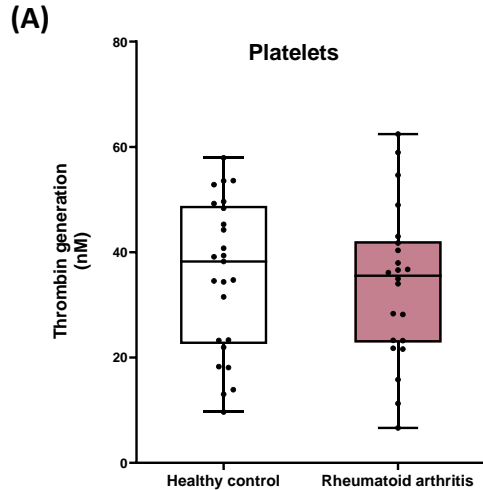 (A)
Platelets
Thrombin generation
(nM)
80
60
40
20
0
Healthy control
Rheumatoid arthritis